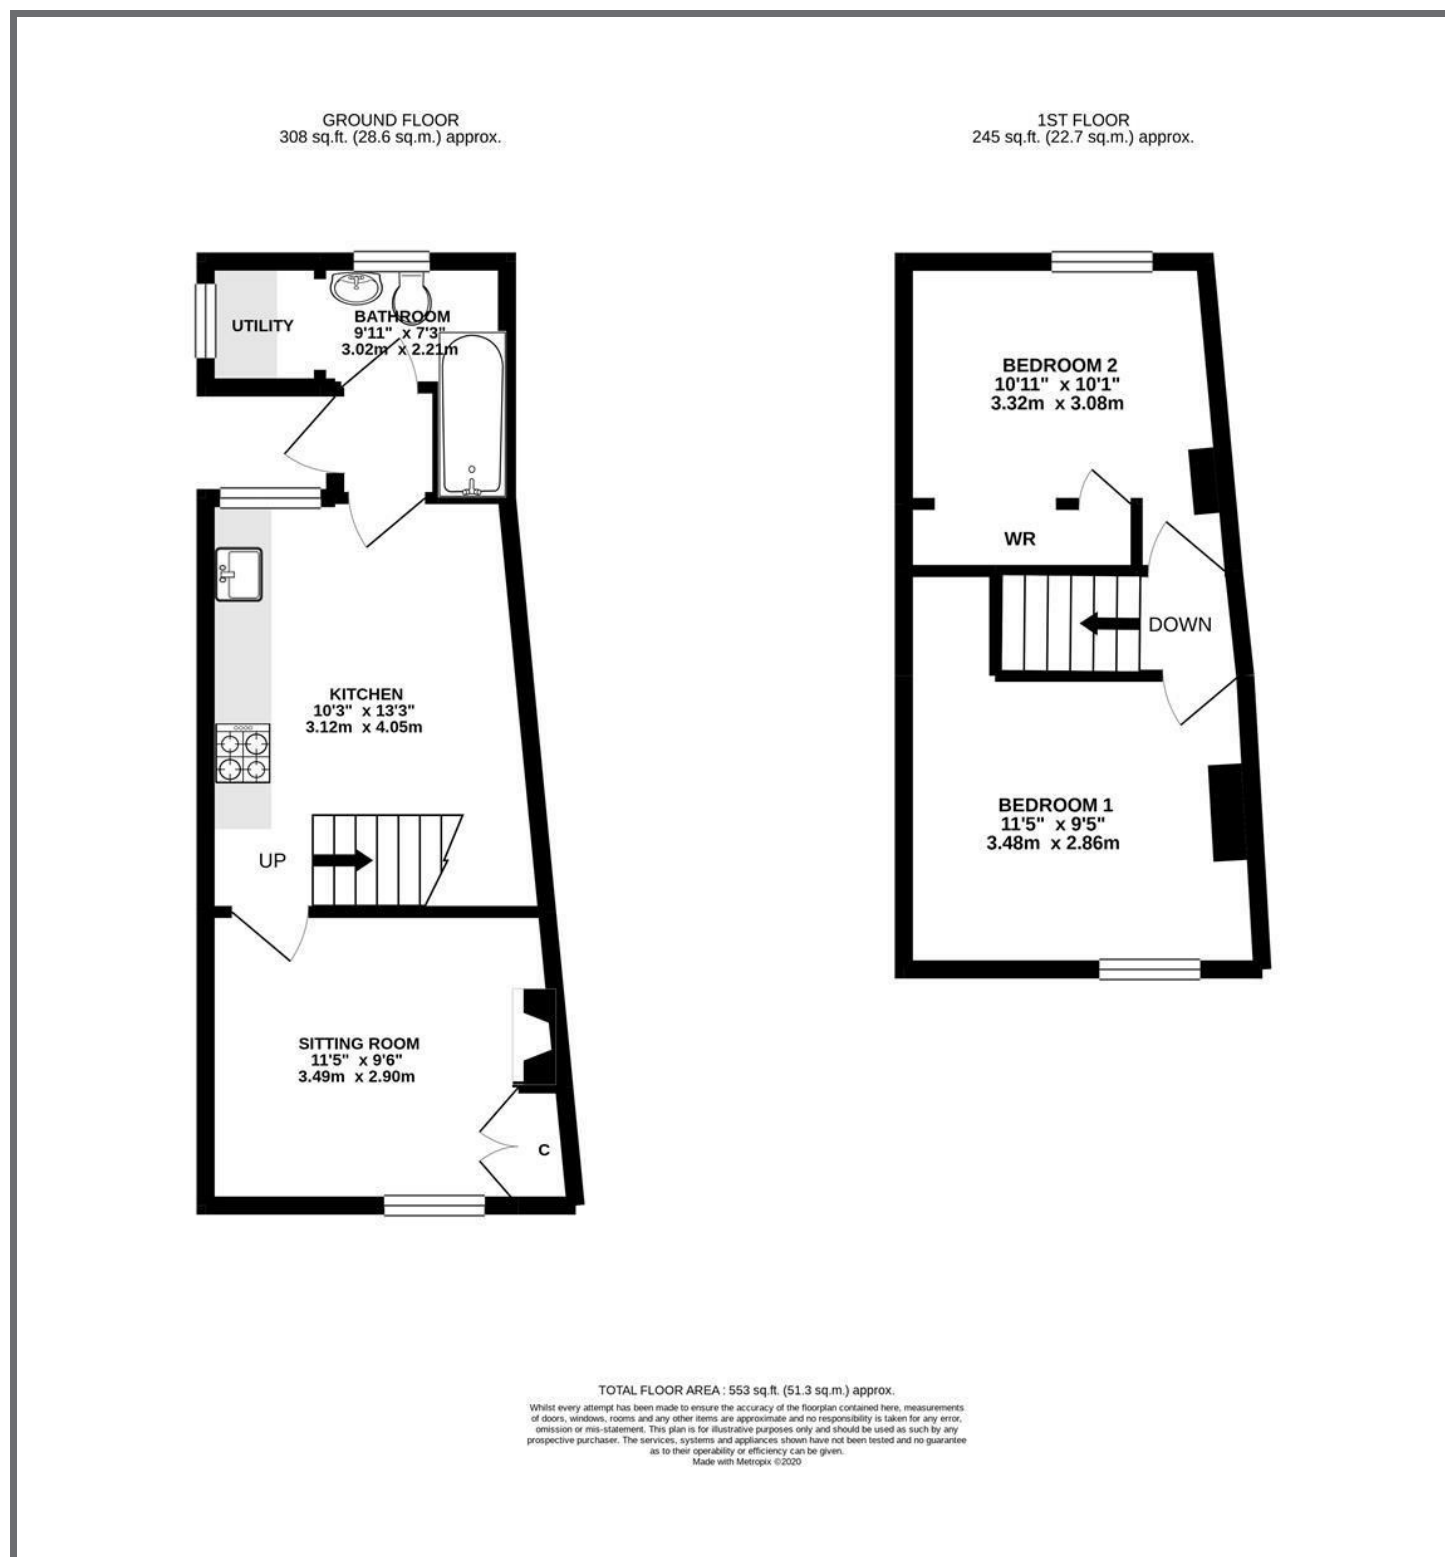 GROUND FLOOR
308 sq.ft. (28.6 sq.m.) approx.
1ST FLOOR
245 sq.ft. (22.7 sq.m.) approx.
UTILITY
BATHROOM
9'11" x 7'3"
3.02m x 2.21m
KITCHEN
10'3" x 13'3"
3.12m x 4.05m
UP
SITTING ROOM
11'5" x 9'6"
3.49m x 2.90m
C
BEDROOM 2
10'11" x 10'1"
3.32m x 3.08m
WR
DOWN
BEDROOM 1
11'5" x 9'5"
3.48m x 2.86m
TOTAL FLOOR AREA : 553 sq.ft. (51.3 sq.m.) approx.
Whilst every attempt has been made to ensure the accuracy of the floorplan contained here, measurements
of doors, windows, rooms and any other items are approximate and no responsibility is taken for any error,
omission or mis-statement. This plan is for illustrative purposes only and should be used as such by any
prospective purchaser. The services, systems and appliances shown have not been tested and no guarantee
as to their operability or efficiency can be given.
Made with Metropix ©2020